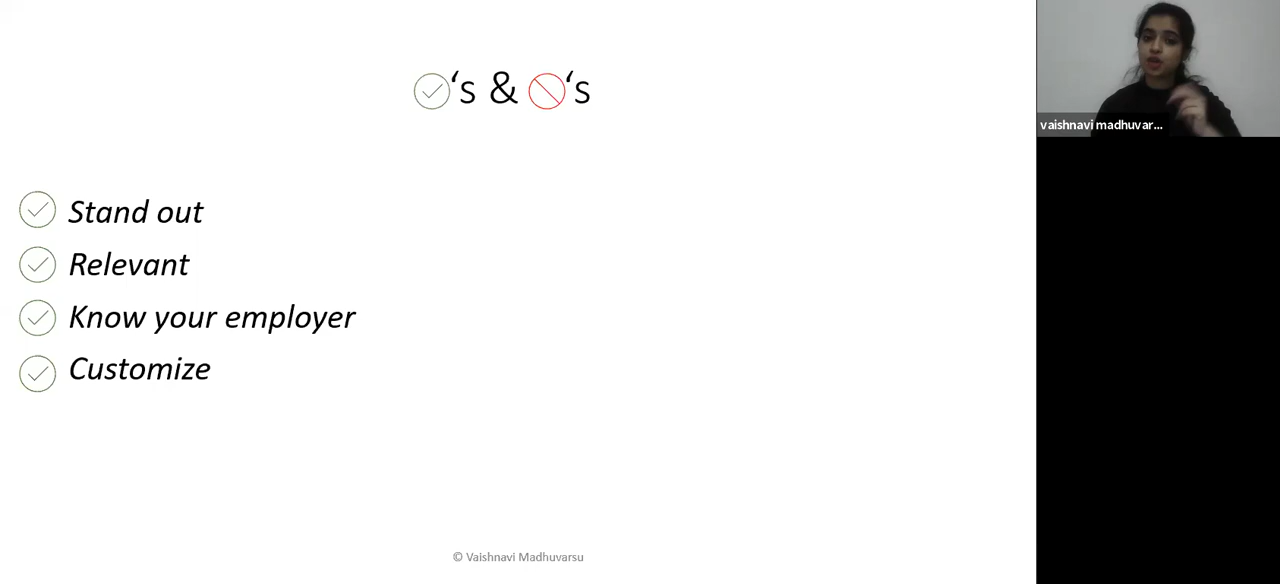 ‘s & ‘s
Stand out
Relevant
Know your employer
Customize
© Vaishnavi Madhuvarsu
vaishnavi madhuvar...